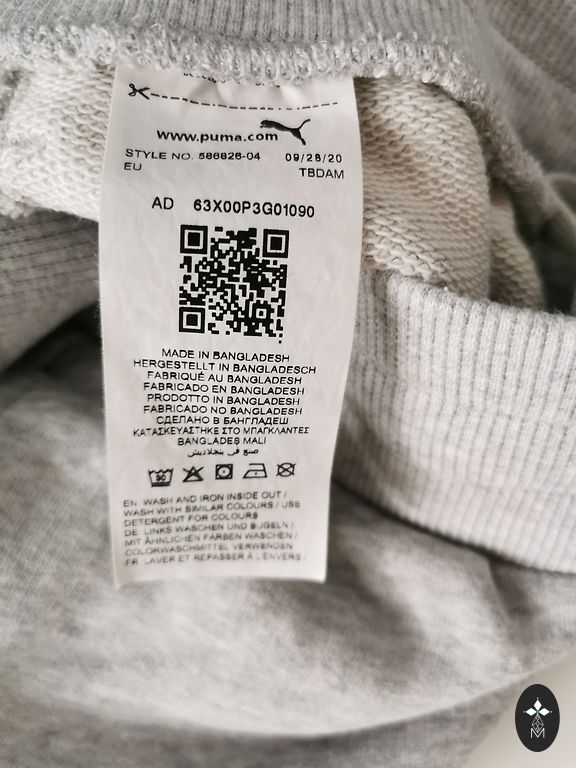 www.puma.com
STYLE NO. 586826-04 09/28/20
EU TBDAM
AD 63X00P3G01090
MADE IN BANGLADESH
HERGESTELLT IN BANGLADESCH
FABRIQUÉ AU BANGLADESH
FABRICADO EN BANGLADESH
PRODOTTO IN BANGLADESH
FABRICADO NO BANGLADESH
СДЕЛАНО В БАНГЛАДЕШ
ΚΑΤΑΣΚΕΥΑΣΤΗΚΕ ΣΤΟ ΜΠΑΓΚΛΑΝΤΕΣ
BANGLADEŞ MALI
صنع في بنجلاديش
30
EN WASH AND IRON INSIDE OUT /
WASH WITH SIMILAR COLOURS / USE
DETERGENT FOR COLOURS
DE LINKS WASCHEN UND BÜGELN /
MIT ÄHNLICHEN FARBEN WASCHEN /
COLORWASCHMITTEL VERWENDEN
FR LAVER ET REPASSER À L'ENVERS /
M